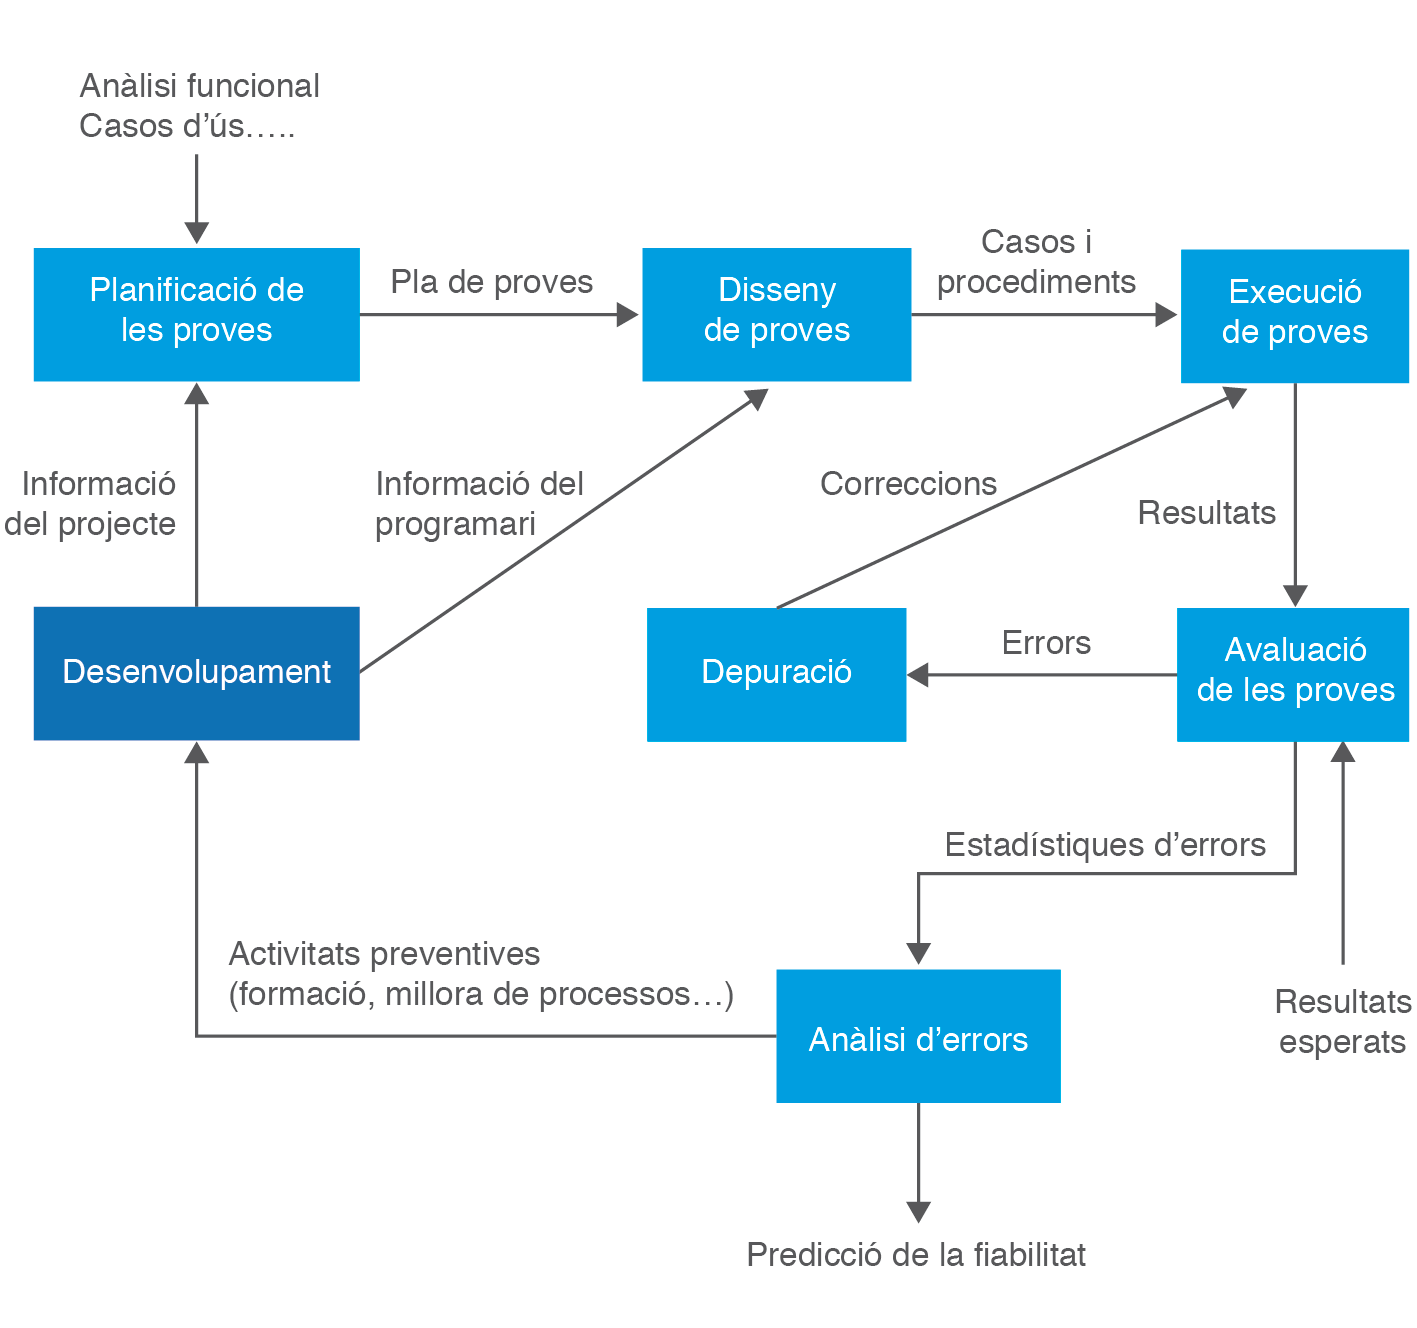 Anàlisi funcional
Casos d’ús…..
Planificació de
les proves
Pla de proves
Disseny
de proves
Casos i
procediments
Execució
de proves
Informació
del projecte
Informació del
programari
Correccions
Resultats
Desenvolupament
Depuració
Errors
Avaluació
de les proves
Estadístiques d’errors
Activitats preventives
(formació, millora de processos…)
Anàlisi d’errors
Resultats
esperats
Predicció de la fiabilitat